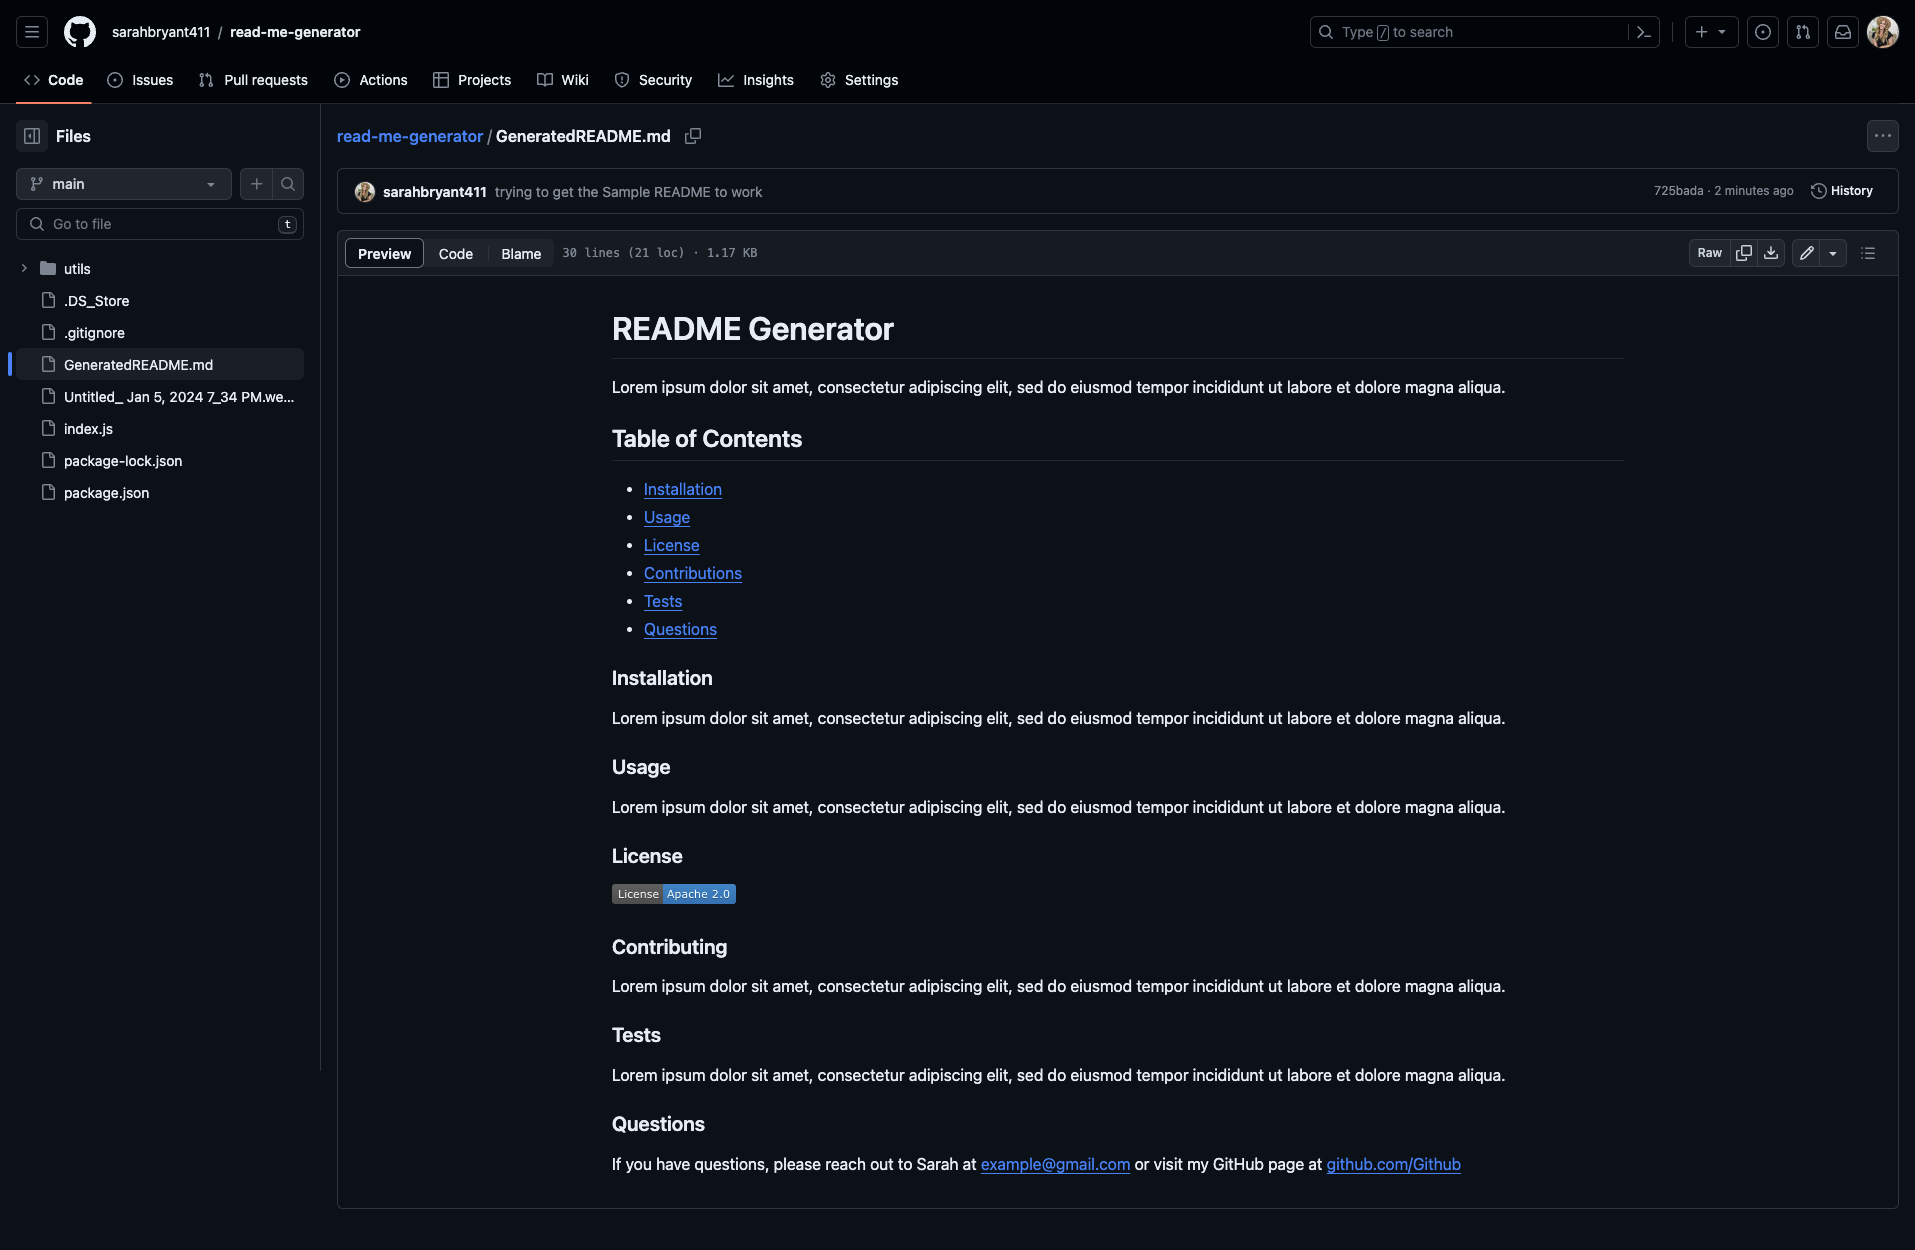 sarahbryant411 / read-me-generator
Type / to search
Code Issues Pull requests Actions Projects Wiki Security Insights Settings
Files
main
Go to file t
utils
.DS_Store
.gitignore
GeneratedREADME.md
Untitled_ Jan 5, 2024 7_34 PM.we...
index.js
package-lock.json
package.json
read-me-generator / GeneratedREADME.md
sarahbryant411 trying to get the Sample README to work 725bada · 2 minutes ago History
Preview Code Blame 30 lines (21 loc) · 1.17 KB Raw
README Generator
Lorem ipsum dolor sit amet, consectetur adipiscing elit, sed do eiusmod tempor incididunt ut labore et dolore magna aliqua.
Table of Contents
• Installation
• Usage
• License
• Contributions
• Tests
• Questions
Installation
Lorem ipsum dolor sit amet, consectetur adipiscing elit, sed do eiusmod tempor incididunt ut labore et dolore magna aliqua.
Usage
Lorem ipsum dolor sit amet, consectetur adipiscing elit, sed do eiusmod tempor incididunt ut labore et dolore magna aliqua.
License
License Apache 2.0
Contributing
Lorem ipsum dolor sit amet, consectetur adipiscing elit, sed do eiusmod tempor incididunt ut labore et dolore magna aliqua.
Tests
Lorem ipsum dolor sit amet, consectetur adipiscing elit, sed do eiusmod tempor incididunt ut labore et dolore magna aliqua.
Questions
If you have questions, please reach out to Sarah at example@gmail.com or visit my GitHub page at github.com/Github